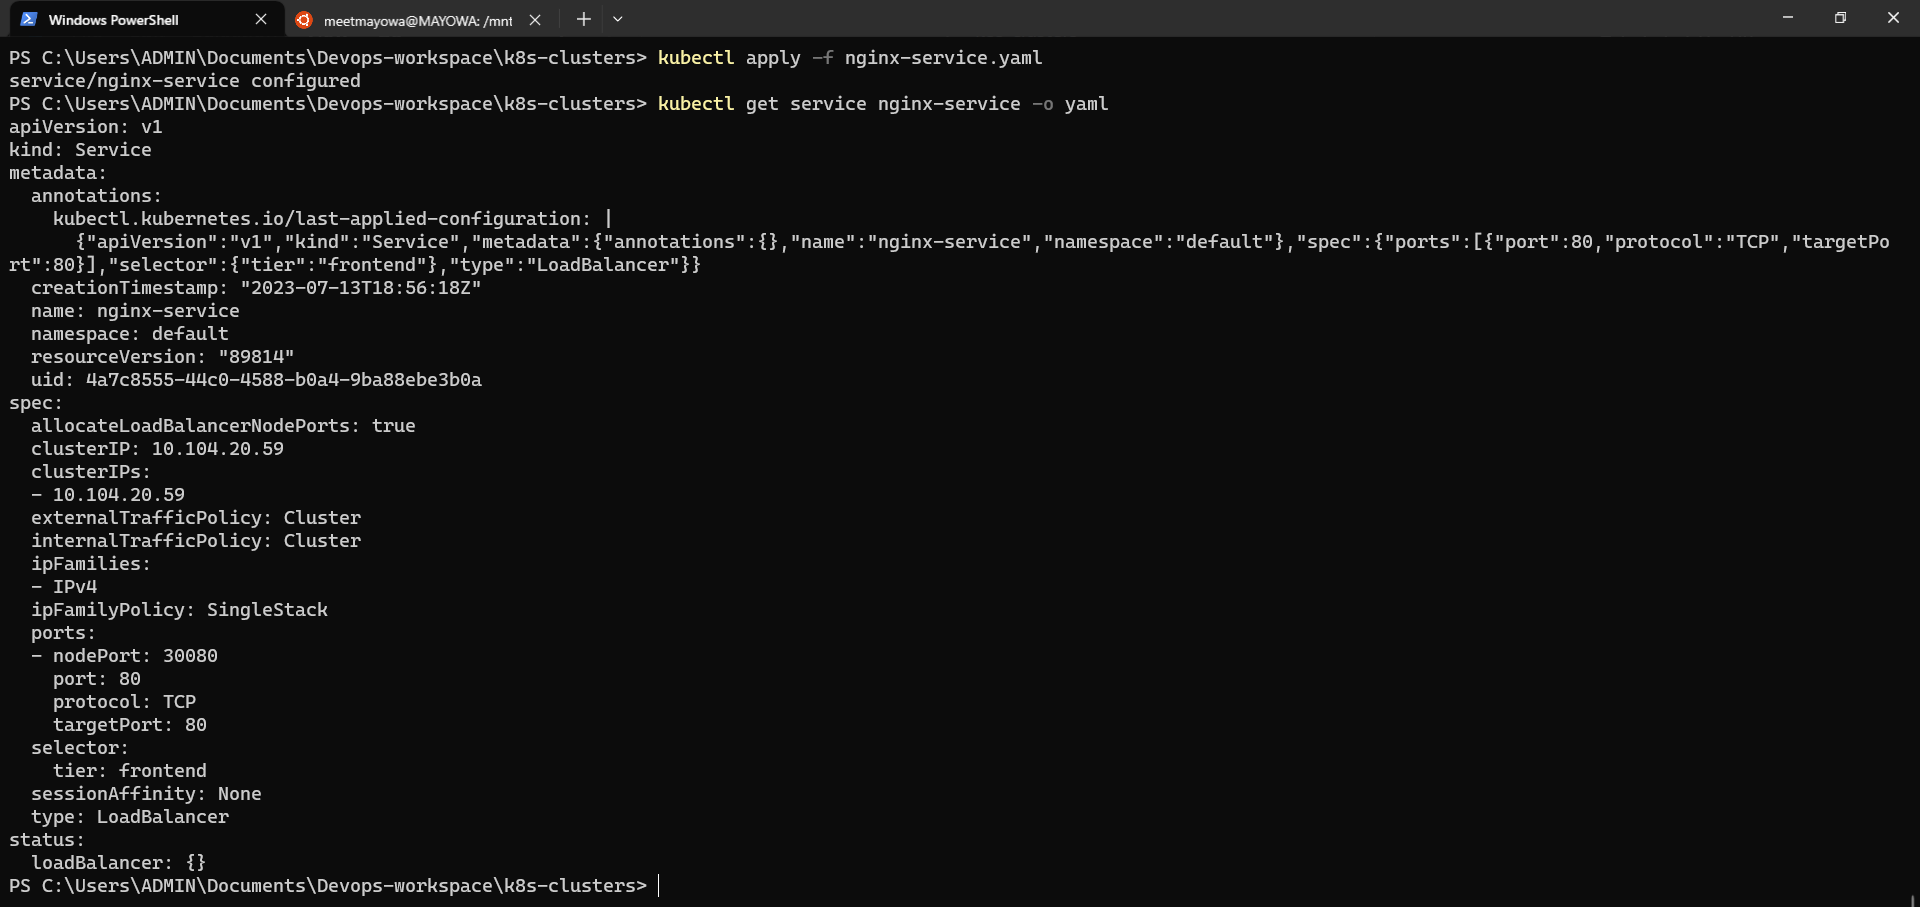 Windows PowerShell
meetmayowa@MAYOWA: /mnt
PS C:\Users\ADMIN\Documents\Devops-workspace\k8s-clusters> kubectl apply -f nginx-service.yaml
service/nginx-service configured
PS C:\Users\ADMIN\Documents\Devops-workspace\k8s-clusters> kubectl get service nginx-service -o yaml
apiVersion: v1
kind: Service
metadata:
  annotations:
    kubectl.kubernetes.io/last-applied-configuration: |
      {"apiVersion":"v1","kind":"Service","metadata":{"annotations":{},"name":"nginx-service","namespace":"default"},"spec":{"ports":[{"port":80,"protocol":"TCP","targetPo
rt":80}],"selector":{"tier":"frontend"},"type":"LoadBalancer"}}
  creationTimestamp: "2023-07-13T18:56:18Z"
  name: nginx-service
  namespace: default
  resourceVersion: "89814"
  uid: 4a7c8555-44c0-4588-b0a4-9ba88ebe3b0a
spec:
  allocateLoadBalancerNodePorts: true
  clusterIP: 10.104.20.59
  clusterIPs:
  - 10.104.20.59
  externalTrafficPolicy: Cluster
  internalTrafficPolicy: Cluster
  ipFamilies:
  - IPv4
  ipFamilyPolicy: SingleStack
  ports:
  - nodePort: 30080
    port: 80
    protocol: TCP
    targetPort: 80
  selector:
    tier: frontend
  sessionAffinity: None
  type: LoadBalancer
status:
  loadBalancer: {}
PS C:\Users\ADMIN\Documents\Devops-workspace\k8s-clusters>